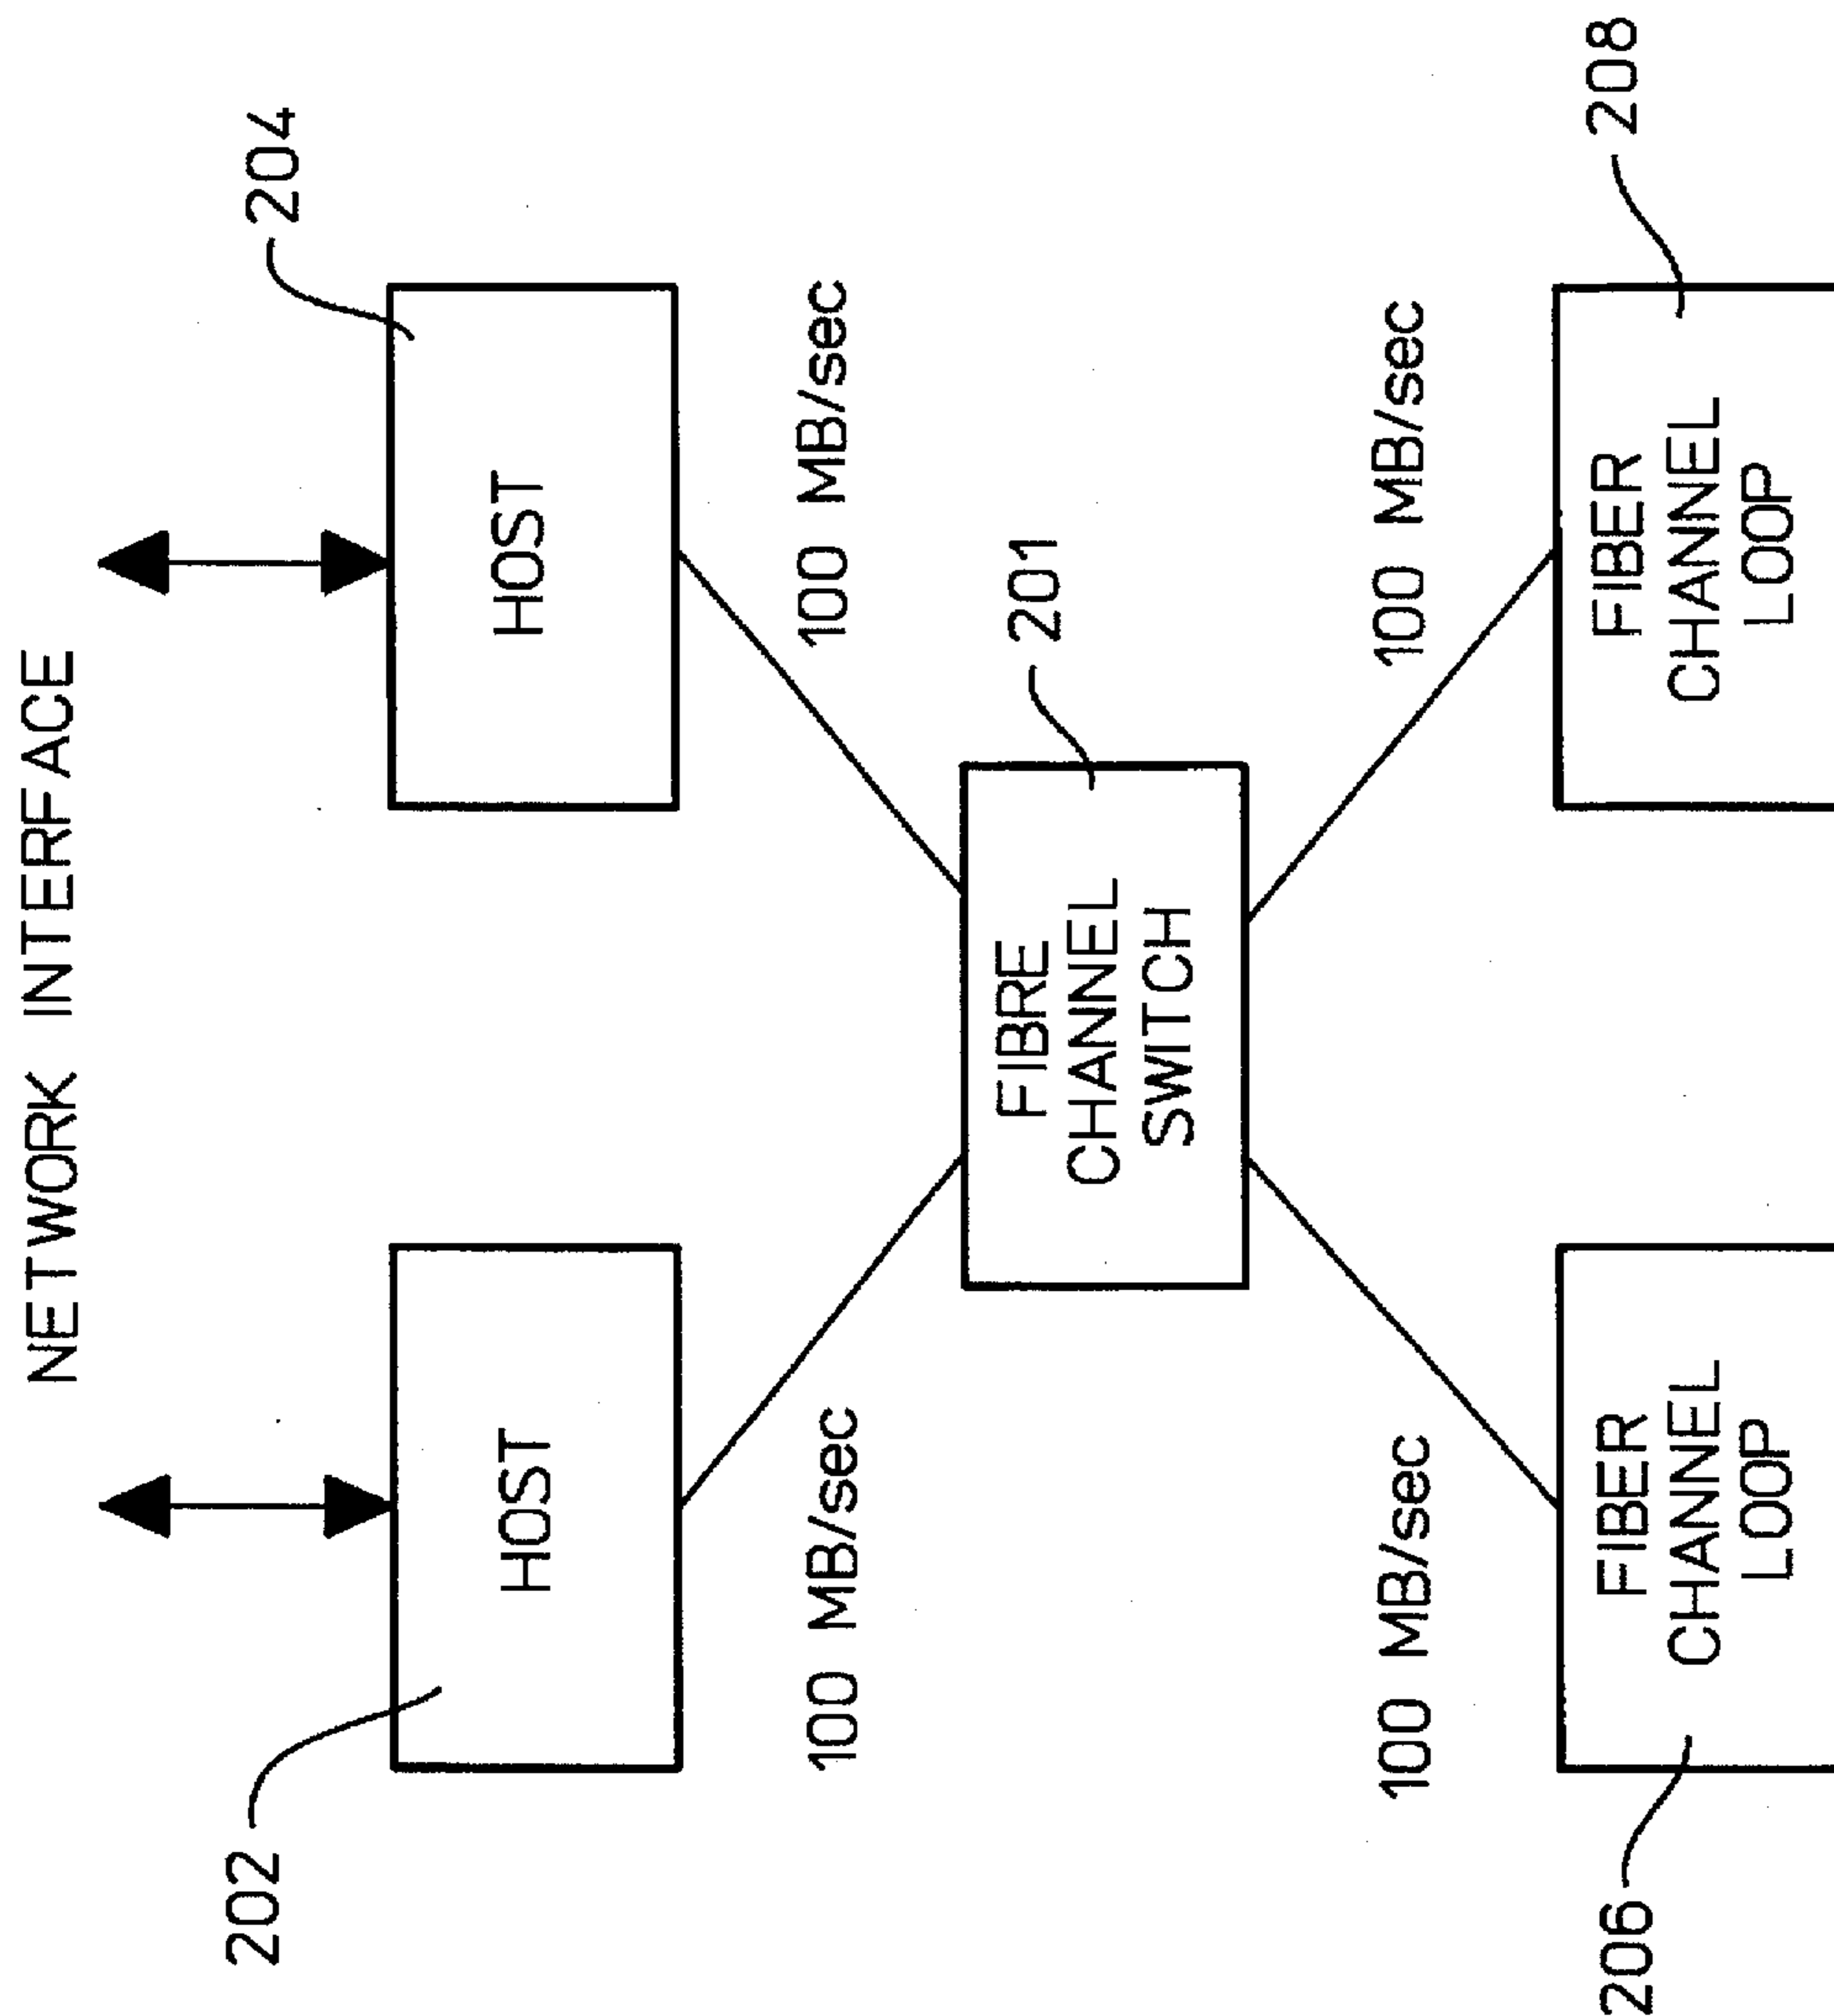 NETWORK INTERFACE
202
HOST
204
HOST
100 MB/sec
100 MB/sec
201
FIBRE
CHANNEL
SWITCH
100 MB/sec
100 MB/sec
206
FIBER
CHANNEL
LOOP
208
FIBER
CHANNEL
LOOP